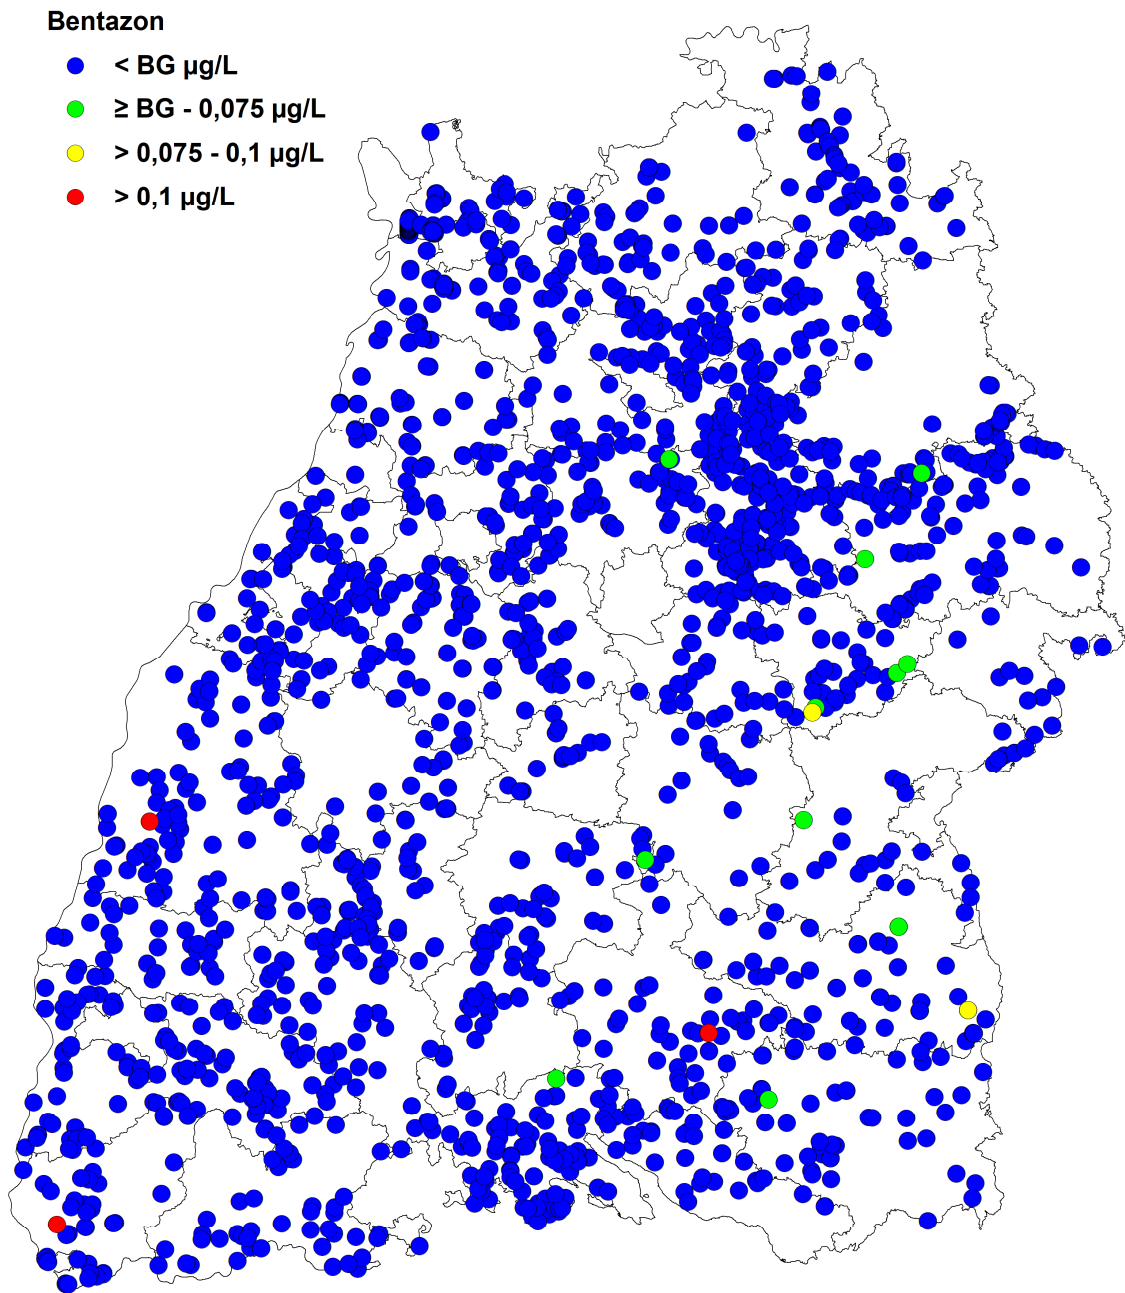 Bentazon
< BG µg/L
≥ BG - 0,075 µg/L
> 0,075 - 0,1 µg/L
> 0,1 µg/L